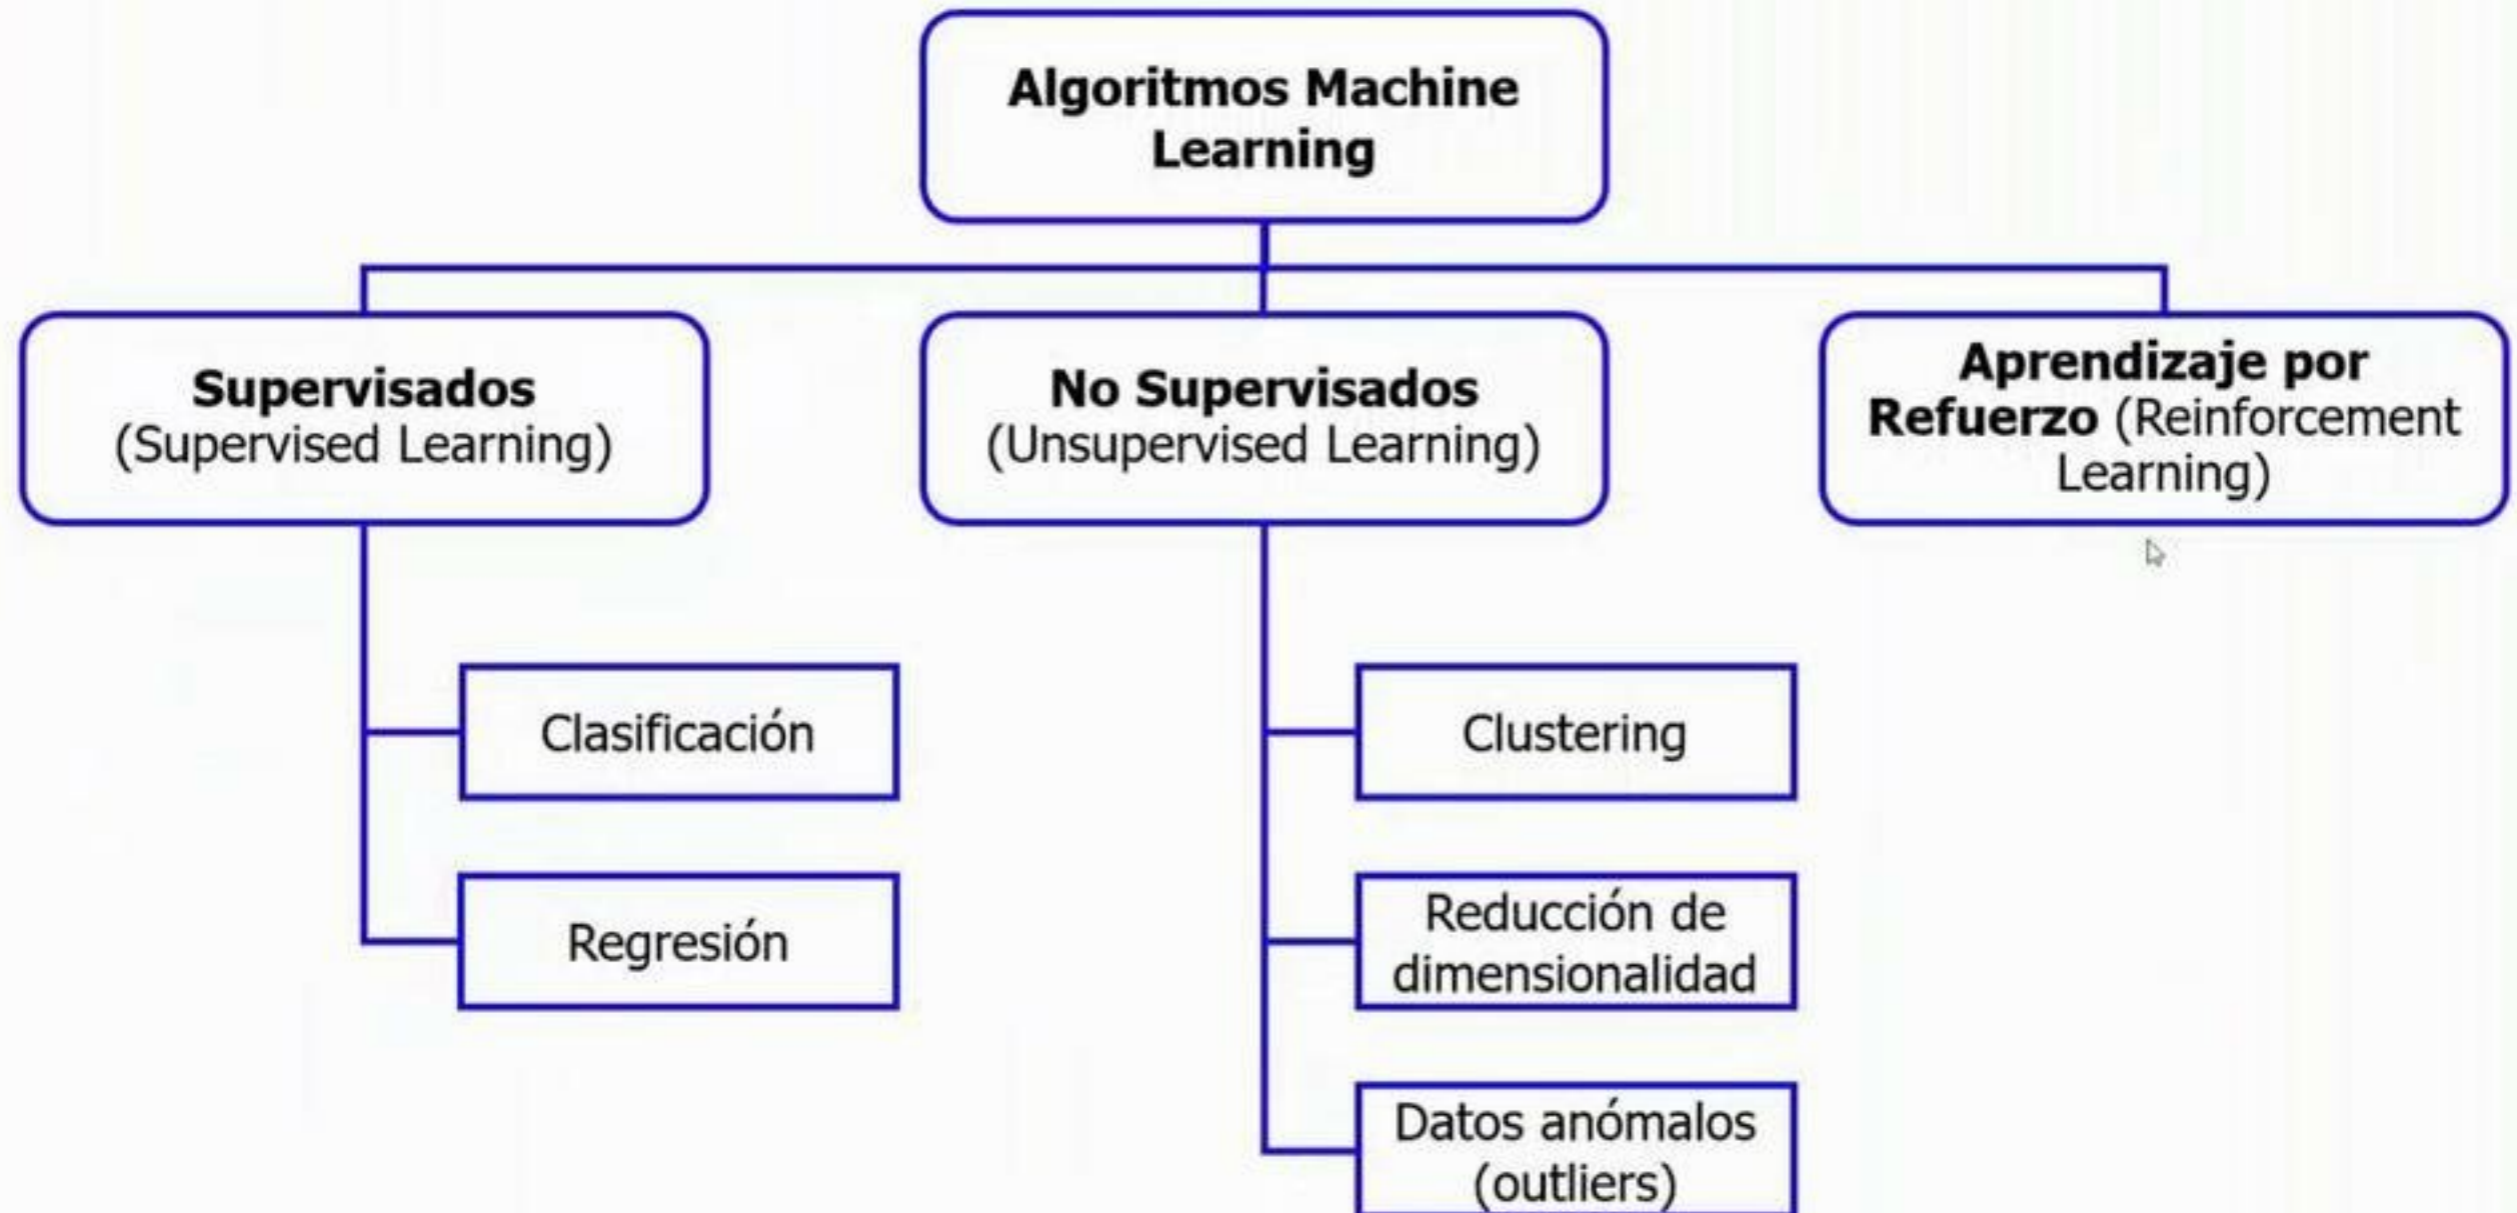 Algoritmos Machine
Learning
Supervisados
(Supervised Learning)
No Supervisados
(Unsupervised Learning)
Aprendizaje por
Refuerzo (Reinforcement
Learning)
Clasificación
Regresión
Clustering
Reducción de
dimensionalidad
Datos anómalos
(outliers)